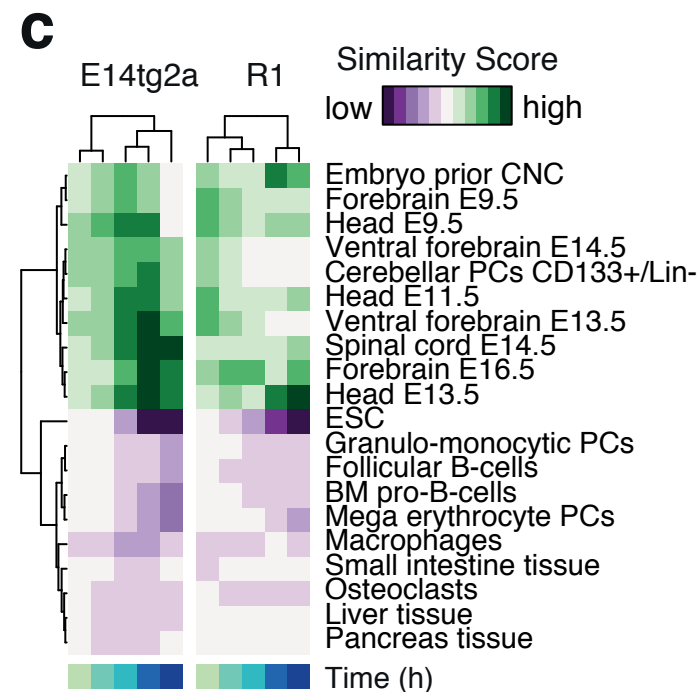 c
E14tg2a
R1
Similarity Score
low
high
Embryo prior CNC
Forebrain E9.5
Head E9.5
Ventral forebrain E14.5
Cerebellar PCs CD133+/Lin-
Head E11.5
Ventral forebrain E13.5
Spinal cord E14.5
Forebrain E16.5
Head E13.5
ESC
Granulo-monocytic PCs
Follicular B-cells
BM pro-B-cells
Mega erythrocyte PCs
Macrophages
Small intestine tissue
Osteoclasts
Liver tissue
Pancreas tissue
Time (h)